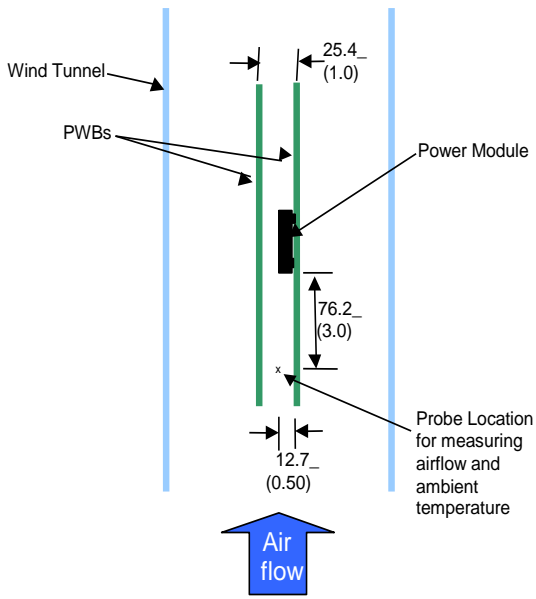 25.4_
(1.0)
Wind Tunnel
PWBs
Power Module
76.2_
(3.0)
x
Probe Location
for measuring
airflow and
ambient
temperature
12.7_
(0.50)
Air
flow